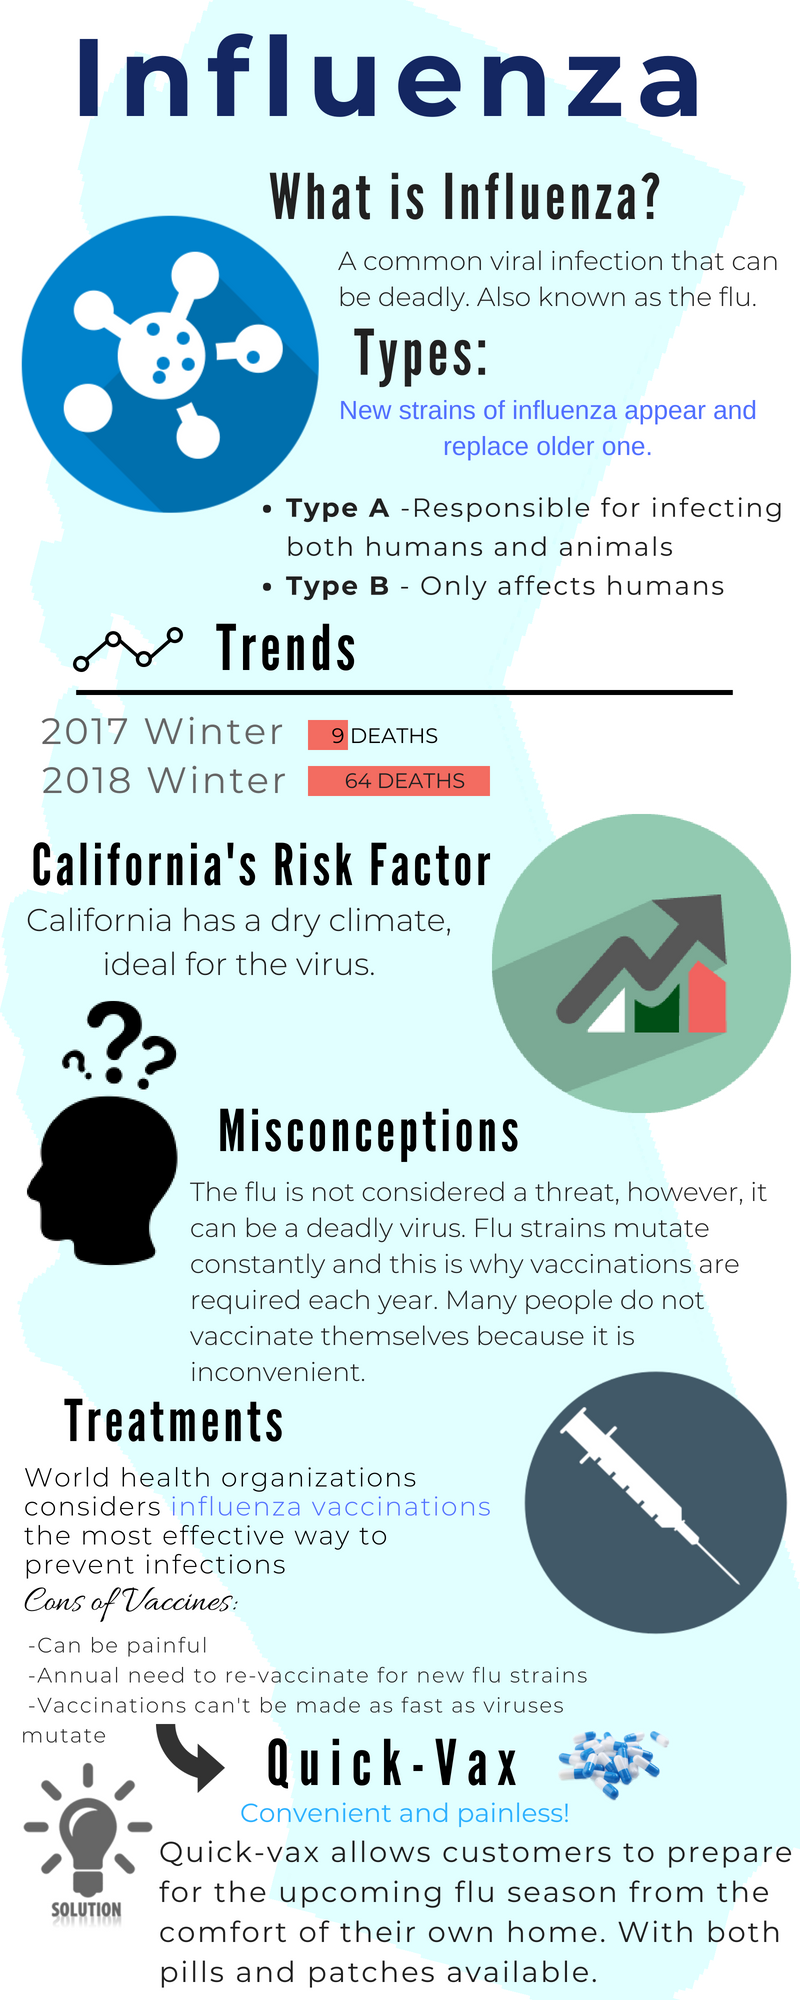 Influenza
What is Influenza?
A common viral infection that can
be deadly. Also known as the flu.
Types:
New strains of influenza appear and
replace older one.
• Type A -Responsible for infecting
both humans and animals
• Type B - Only affects humans
Trends
2017 Winter 9 DEATHS
2018 Winter 64 DEATHS
California's Risk Factor
California has a dry climate,
ideal for the virus.
???
Misconceptions
The flu is not considered a threat, however, it
can be a deadly virus. Flu strains mutate
constantly and this is why vaccinations are
required each year. Many people do not
vaccinate themselves because it is
inconvenient.
Treatments
World health organizations
considers influenza vaccinations
the most effective way to
prevent infections
Cons of Vaccines:
-Can be painful
-Annual need to re-vaccinate for new flu strains
-Vaccinations can't be made as fast as viruses
mutate
Quick-Vax
Convenient and painless!
SOLUTION
Quick-vax allows customers to prepare
for the upcoming flu season from the
comfort of their own home. With both
pills and patches available.